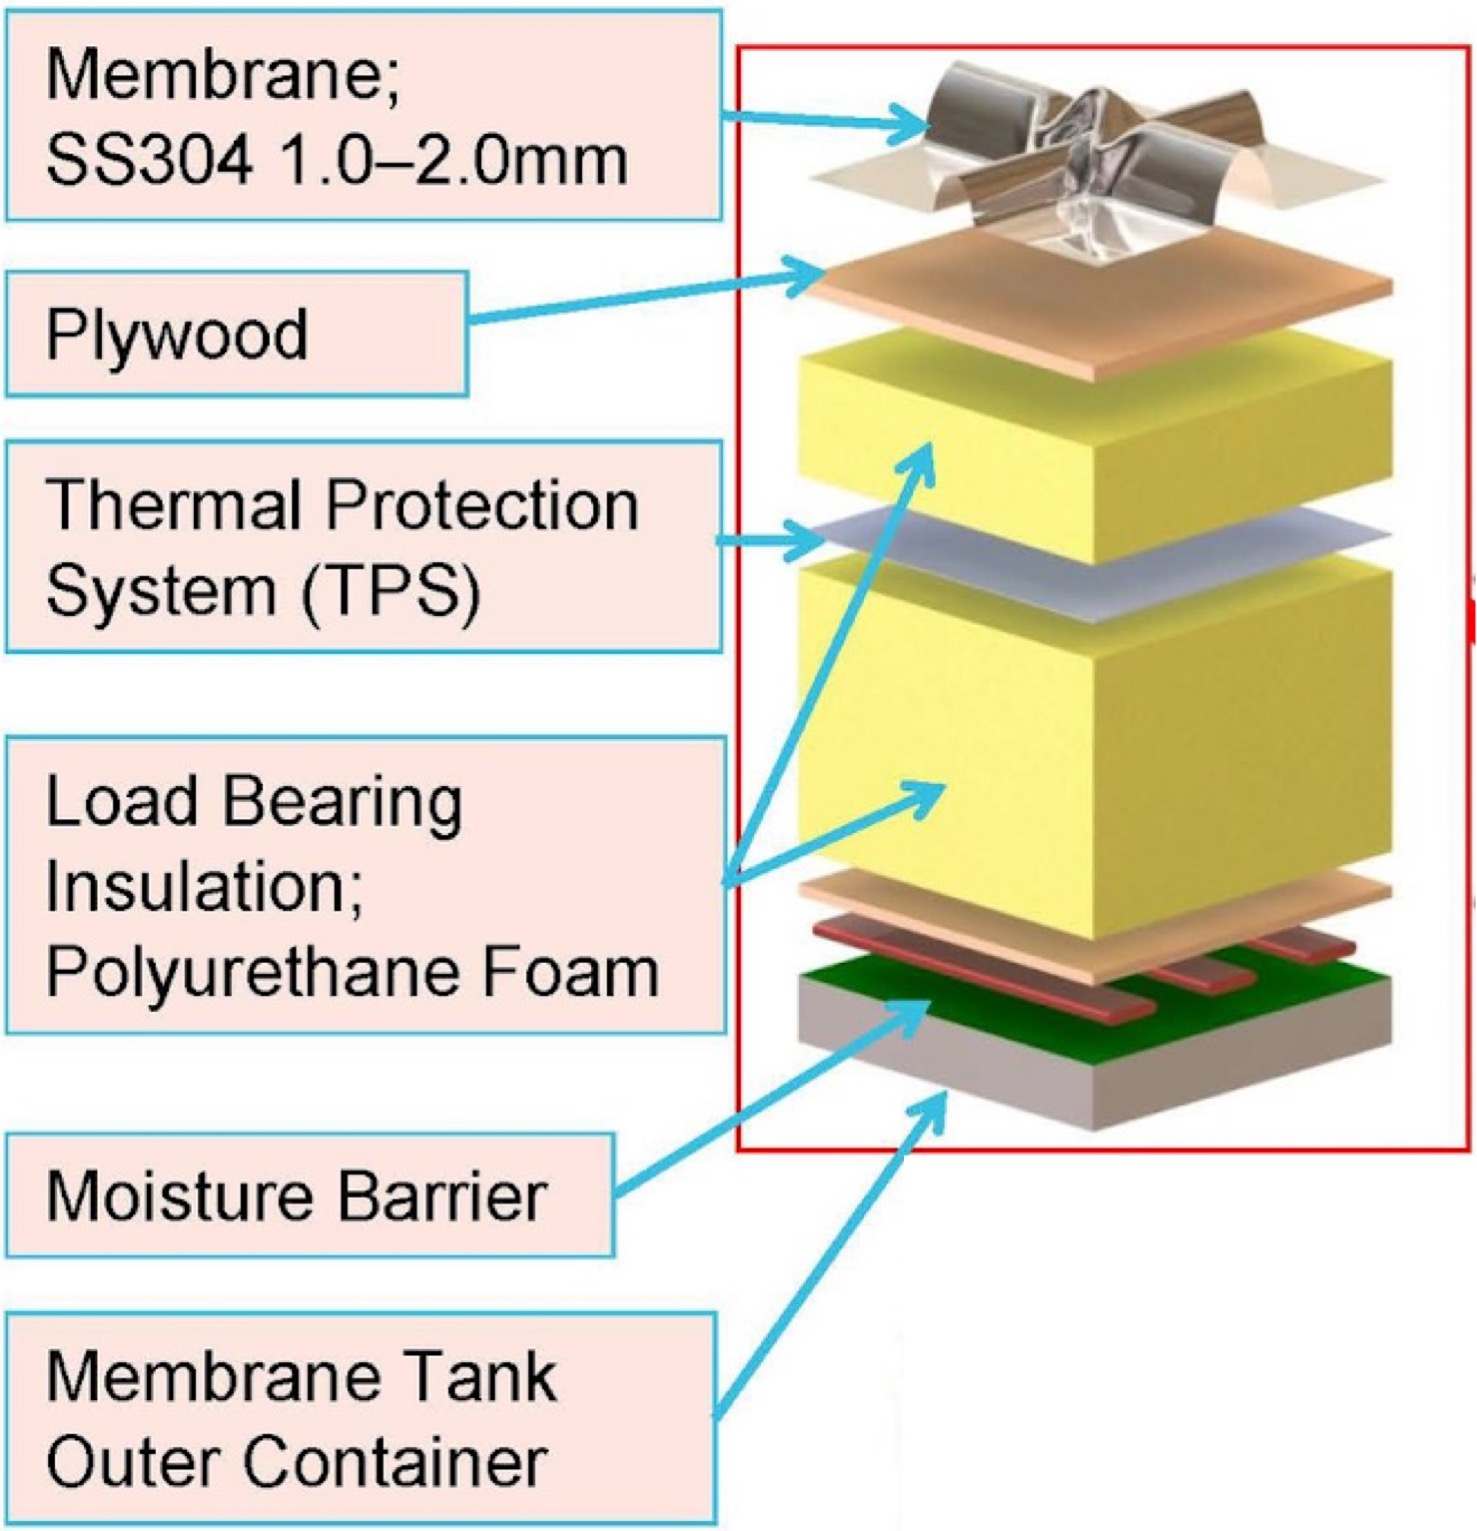 Membrane;
SS304 1.0–2.0mm
Plywood
Thermal Protection
System (TPS)
Load Bearing
Insulation;
Polyurethane Foam
Moisture Barrier
Membrane Tank
Outer Container